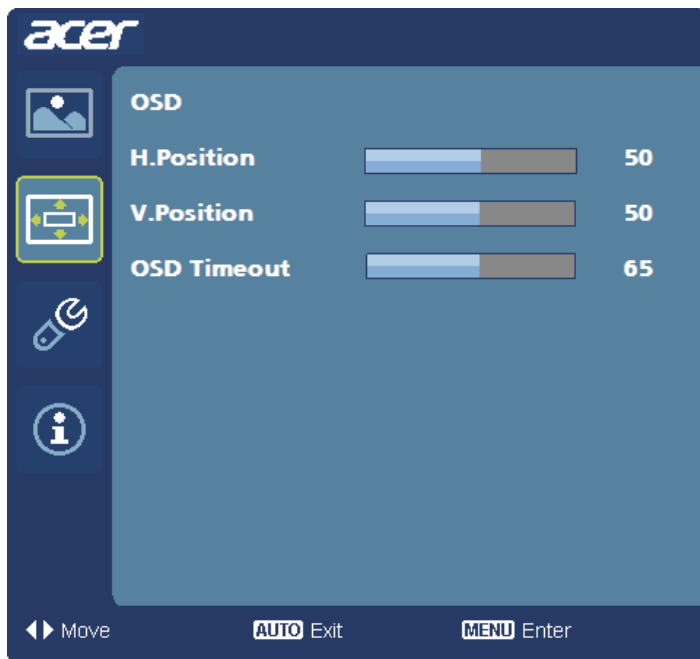 acer
OSD
H.Position 50
V.Position 50
OSD Timeout 65
Move AUTO Exit MENU Enter